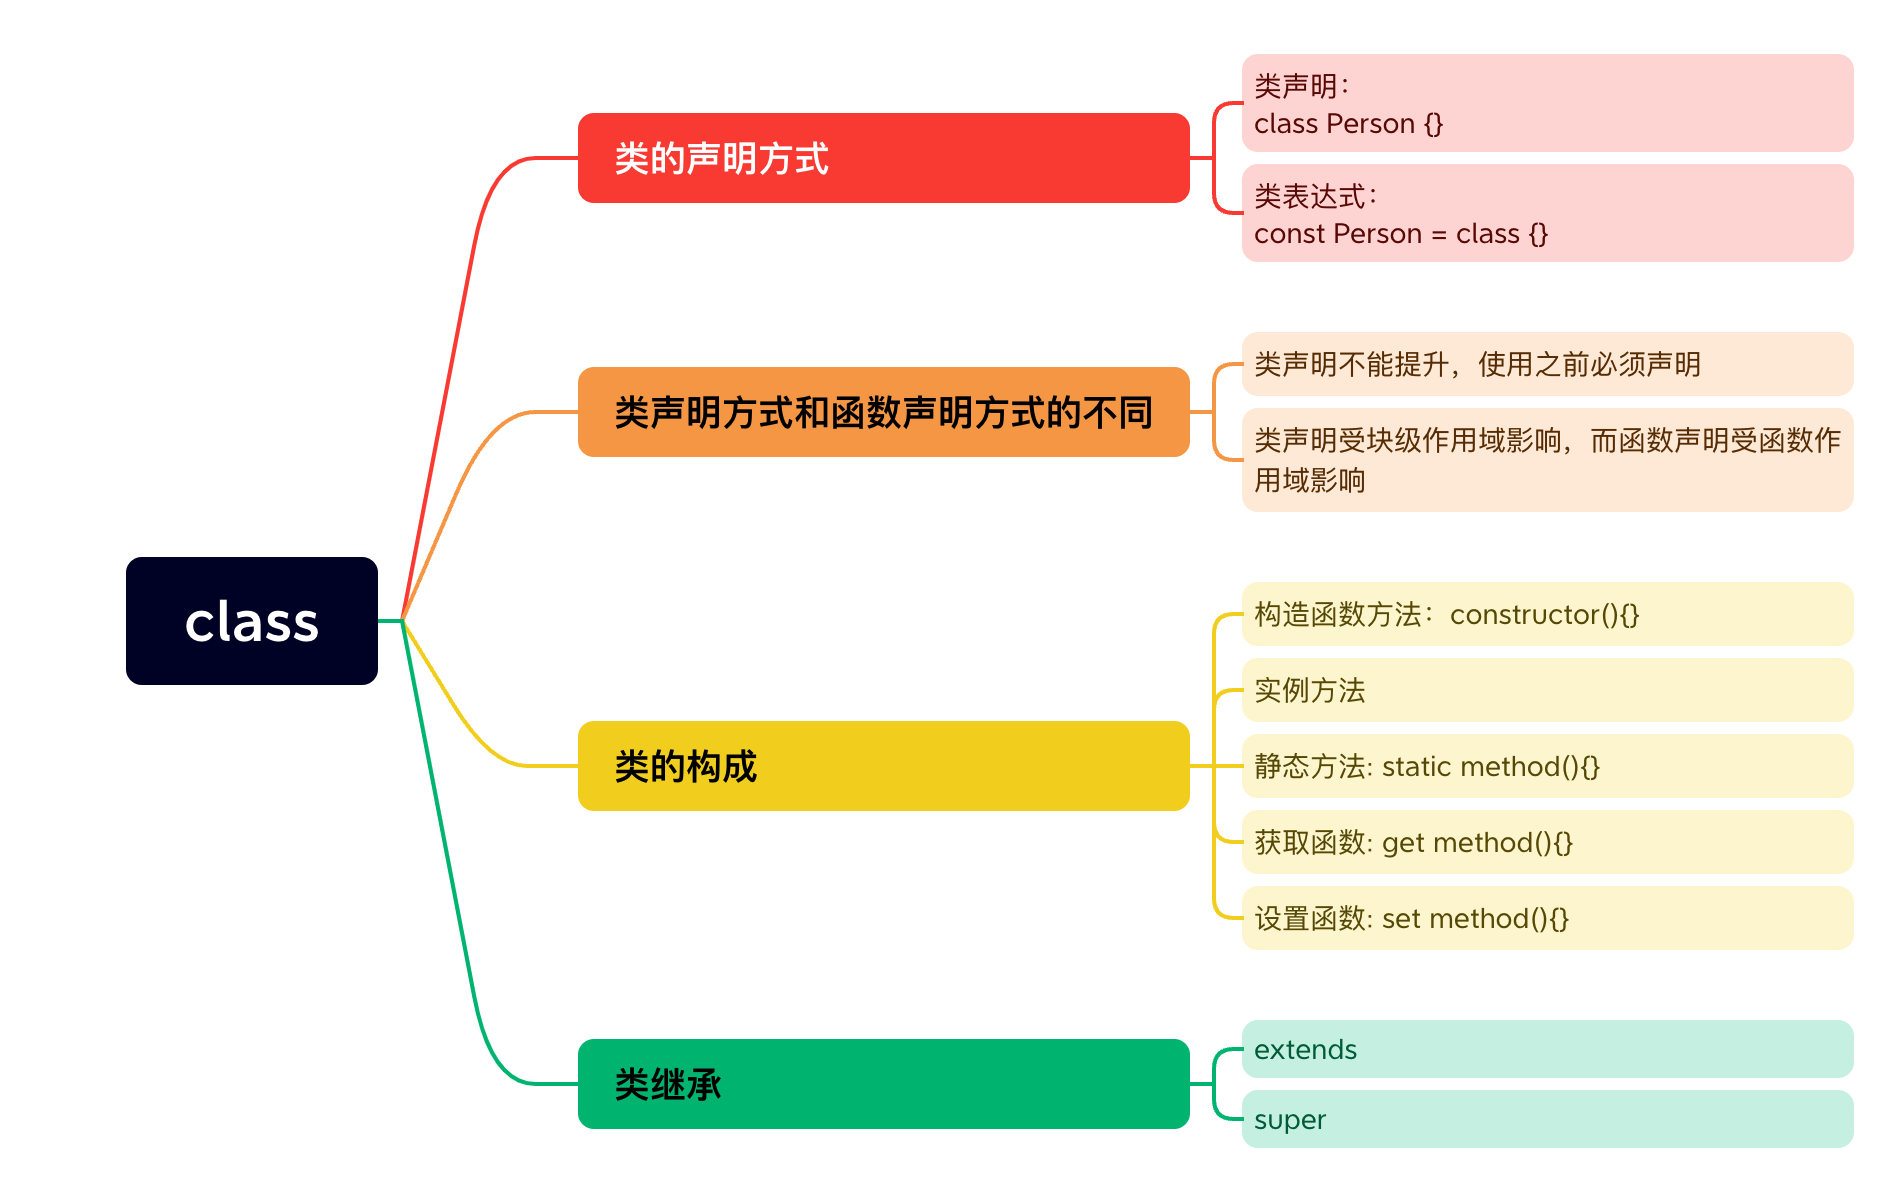 class
类的声明方式
类声明：
class Person {}
类表达式：
const Person = class {}
类声明方式和函数声明方式的不同
类声明不能提升，使用之前必须声明
类声明受块级作用域影响，而函数声明受函数作
用域影响
类的构成
构造函数方法：constructor(){}
实例方法
静态方法: static method(){}
获取函数: get method(){}
设置函数: set method(){}
类继承
extends
super